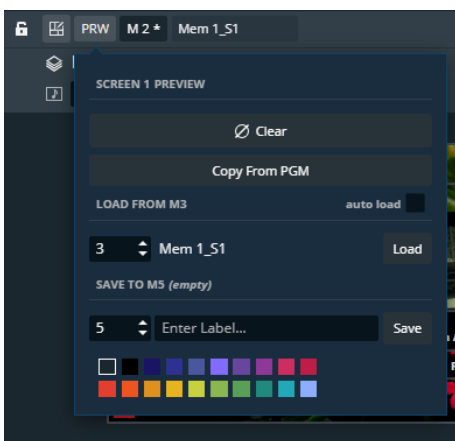 PRW M 2 * Mem 1_S1
SCREEN 1 PREVIEW
Clear
Copy From PGM
LOAD FROM M3 auto load
3 Mem 1_S1 Load
SAVE TO M5 (empty)
5 Enter Label... Save